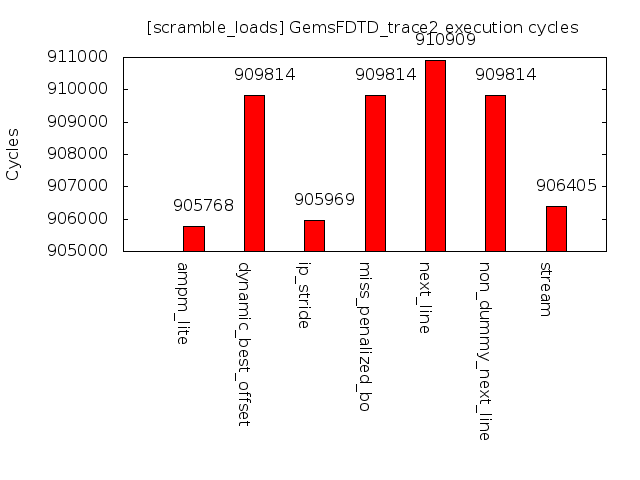 [scramble_loads] GemsFDTD_trace2 execution cycles
Cycles
911000
910000
909000
908000
907000
906000
905000
905768
909814
905969
909814
910909
909814
906405
ampm_lite
dynamic_best_offset
ip_stride
miss_penalized_bo
next_line
non_dummy_next_line
stream